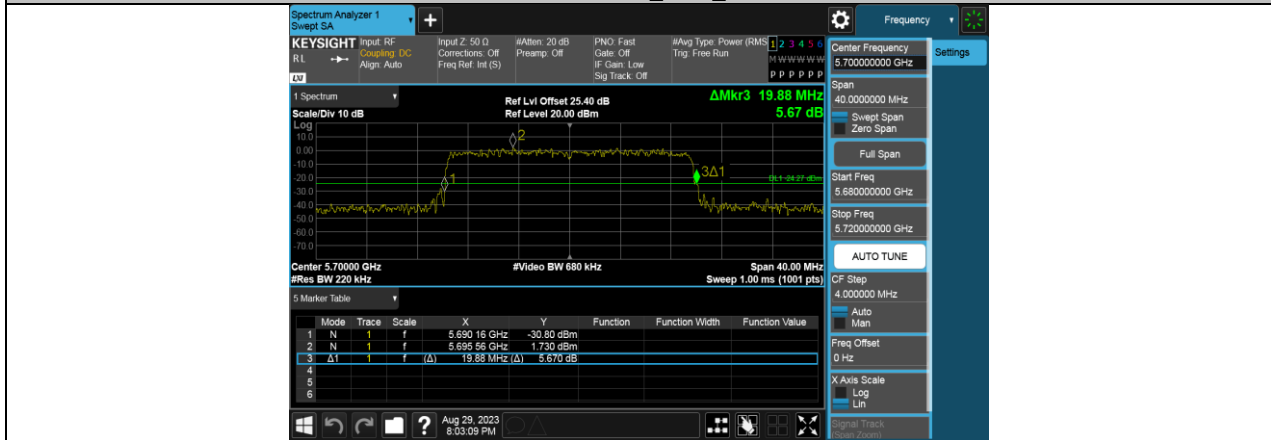 Spectrum Analyzer 1
Swept SA
+
Frequency
KEYSIGHT
RL
LXI
Input: RF
Coupling: DC
Align: Auto
Input Z: 50 Ω
Corrections: Off
Freq Ref: Int (S)
#Atten: 20 dB
Preamp: Off
PNO: Fast
Gate: Off
IF Gain: Low
Sig Track: Off
#Avg Type: Power (RMS
Trig: Free Run
1 2 3 4 5 6
M W W W W W
P P P P P P
1 Spectrum
Scale/Div 10 dB
Ref Lvl Offset 25.40 dB
Ref Level 20.00 dBm
ΔMkr3 19.88 MHz
5.67 dB
Log
10.0
0.00
-10.0
-20.0
-30.0
-40.0
-50.0
-60.0
-70.0
2
1
3Δ1
DL1 -24.27 dBm
Center 5.70000 GHz
#Res BW 220 kHz
#Video BW 680 kHz
Span 40.00 MHz
Sweep 1.00 ms (1001 pts)
5 Marker Table
Mode Trace Scale X Y Function Function Width Function Value
1 N 1 f 5.690 16 GHz -30.80 dBm
2 N 1 f 5.695 56 GHz 1.730 dBm
3 Δ1 1 f (Δ) 19.88 MHz (Δ) 5.670 dB
4
5
6
?
Aug 29, 2023
8:03:09 PM
Settings
Center Frequency
5.700000000 GHz
Span
40.0000000 MHz
Swept Span
Zero Span
Full Span
Start Freq
5.680000000 GHz
Stop Freq
5.720000000 GHz
AUTO TUNE
CF Step
4.000000 MHz
Auto
Man
Freq Offset
0 Hz
X Axis Scale
Log
Lin
Signal Track
(Span Zoom)